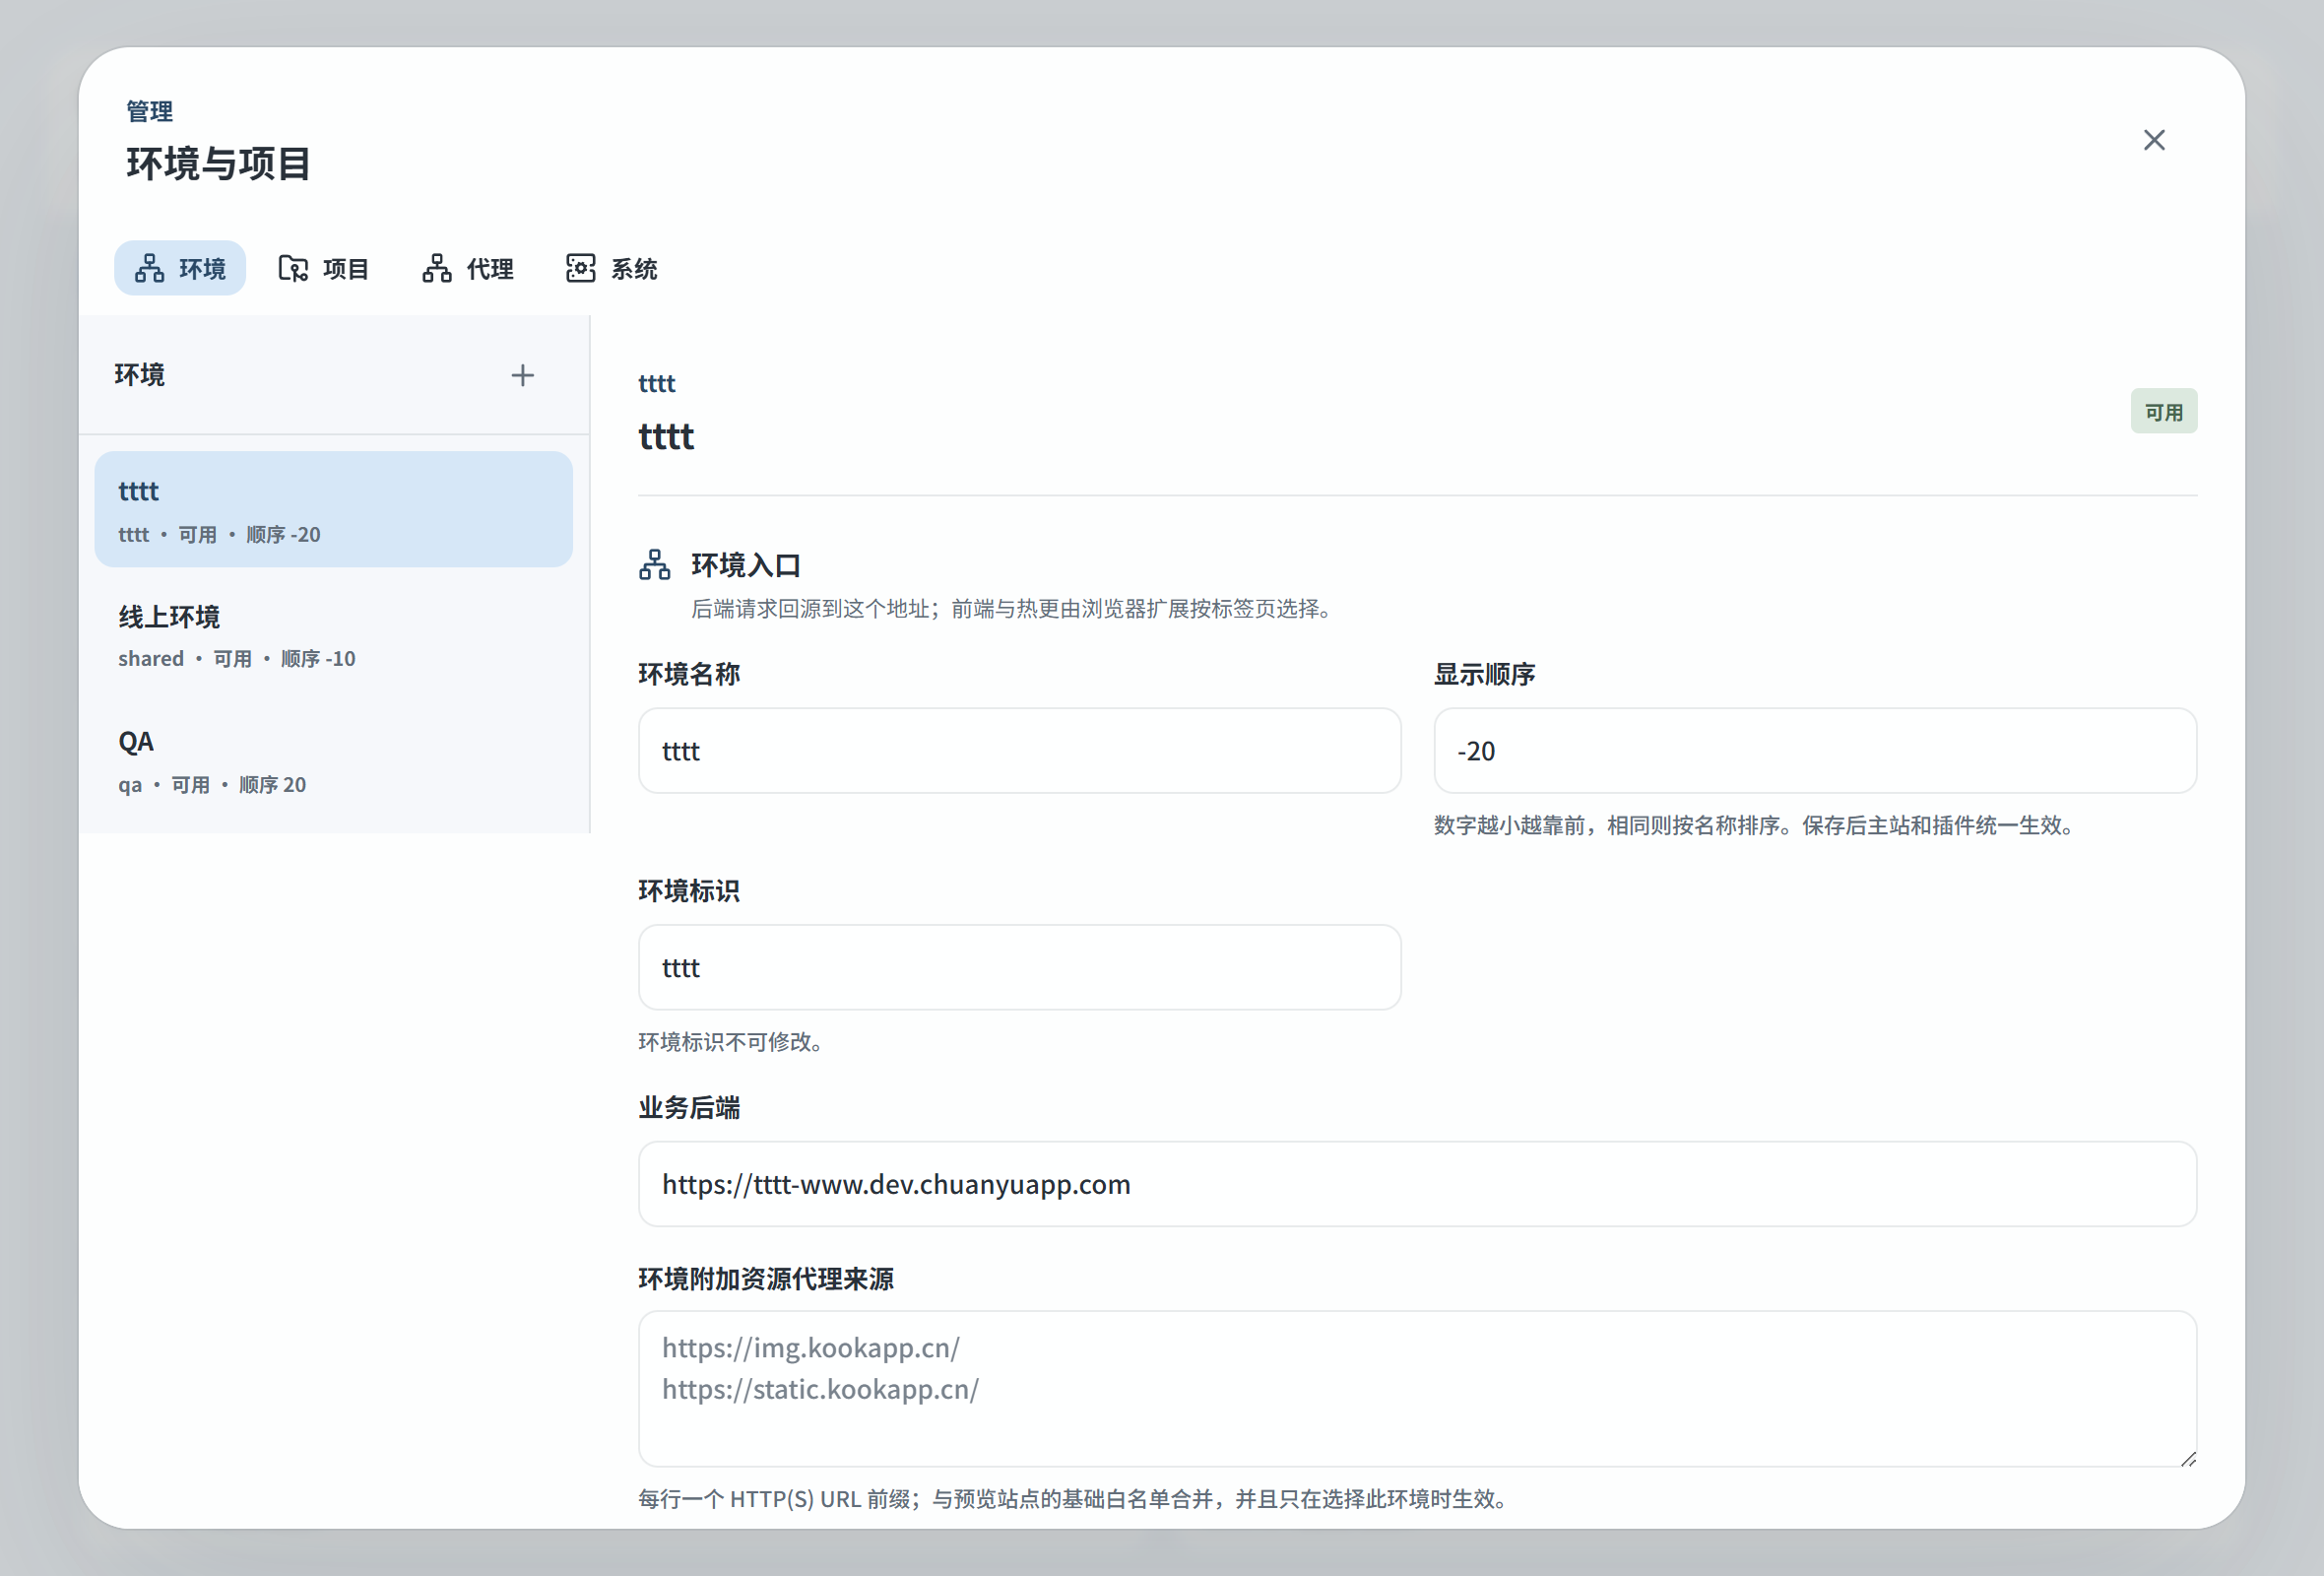 管理
环境与项目
环境
项目
代理
系统
环境
tttt
tttt • 可用 • 顺序 -20
线上环境
shared • 可用 • 顺序 -10
QA
qa • 可用 • 顺序 20
tttt
tttt
可用
环境入口
后端请求回源到这个地址；前端与热更由浏览器扩展按标签页选择。
环境名称
tttt
显示顺序
-20
数字越小越靠前，相同则按名称排序。保存后主站和插件统一生效。
环境标识
tttt
环境标识不可修改。
业务后端
https://tttt-www.dev.chuanyuapp.com
环境附加资源代理来源
https://img.kookapp.cn/
https://static.kookapp.cn/
每行一个 HTTP(S) URL 前缀；与预览站点的基础白名单合并，并且只在选择此环境时生效。